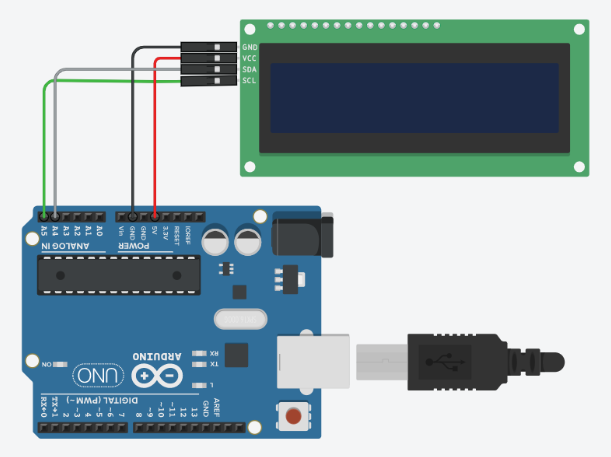 GND
VCC
SDA
SCL
A5 A4 A3 A2 A1 A0 Vin GND GND 5V 3.3V RESET IOREF
ANALOG IN POWER
RX
TX
ON
L
ARDUINO
UNO
DIGITAL (PWM~)
RX←0 TX→1 2 ~3 4 ~5 ~6 7 8 ~9 ~10 ~11 12 13 GND AREF